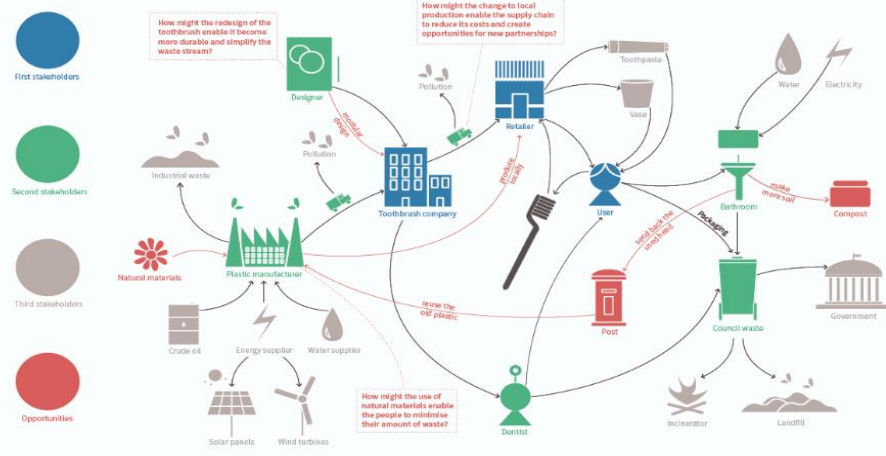 First stakeholders
Second stakeholders
Third stakeholders
Opportunities
How might the redesign of the
toothbrush enable it become
more durable and simplify the
waste stream?
How might the change to local
production enable the supply chain
to reduce its costs and create
opportunities for new partnerships?
Designer
modular
design
Pollution
Pollution
Industrial waste
Toothbrush company
Retailer
Toothpasta
Vase
Water
Electricity
produce
locally
User
Bathroom
make
more soil
Compost
Packaging
send back the
used head
Natural materials
Plastic manufacturer
reuse the
old plastic
Post
Council waste
Government
Crude oil
Energy supplier
Water supplier
Solar panels
Wind turbines
How might the use of
natural materials enable
the people to minimise
their amount of waste?
Dentist
Incinerator
Landfill